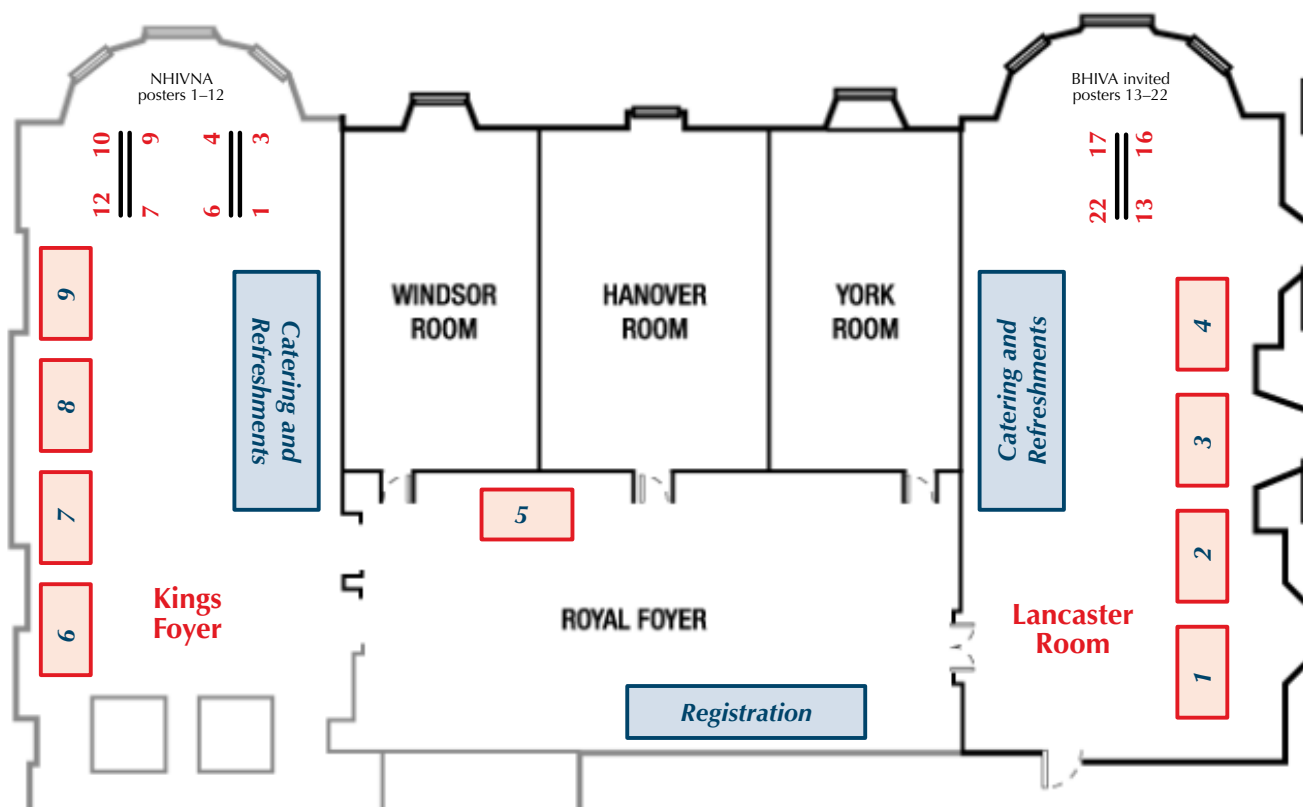 NHIVNA
posters 1–12
BHIVA invited
posters 13–22
10
9
4
3
12
7
6
1
17
16
22
13
9
8
7
6
Catering and
Refreshments
WINDSOR
ROOM
HANOVER
ROOM
YORK
ROOM
Catering and
Refreshments
4
3
2
1
5
Kings
Foyer
ROYAL FOYER
Lancaster
Room
Registration